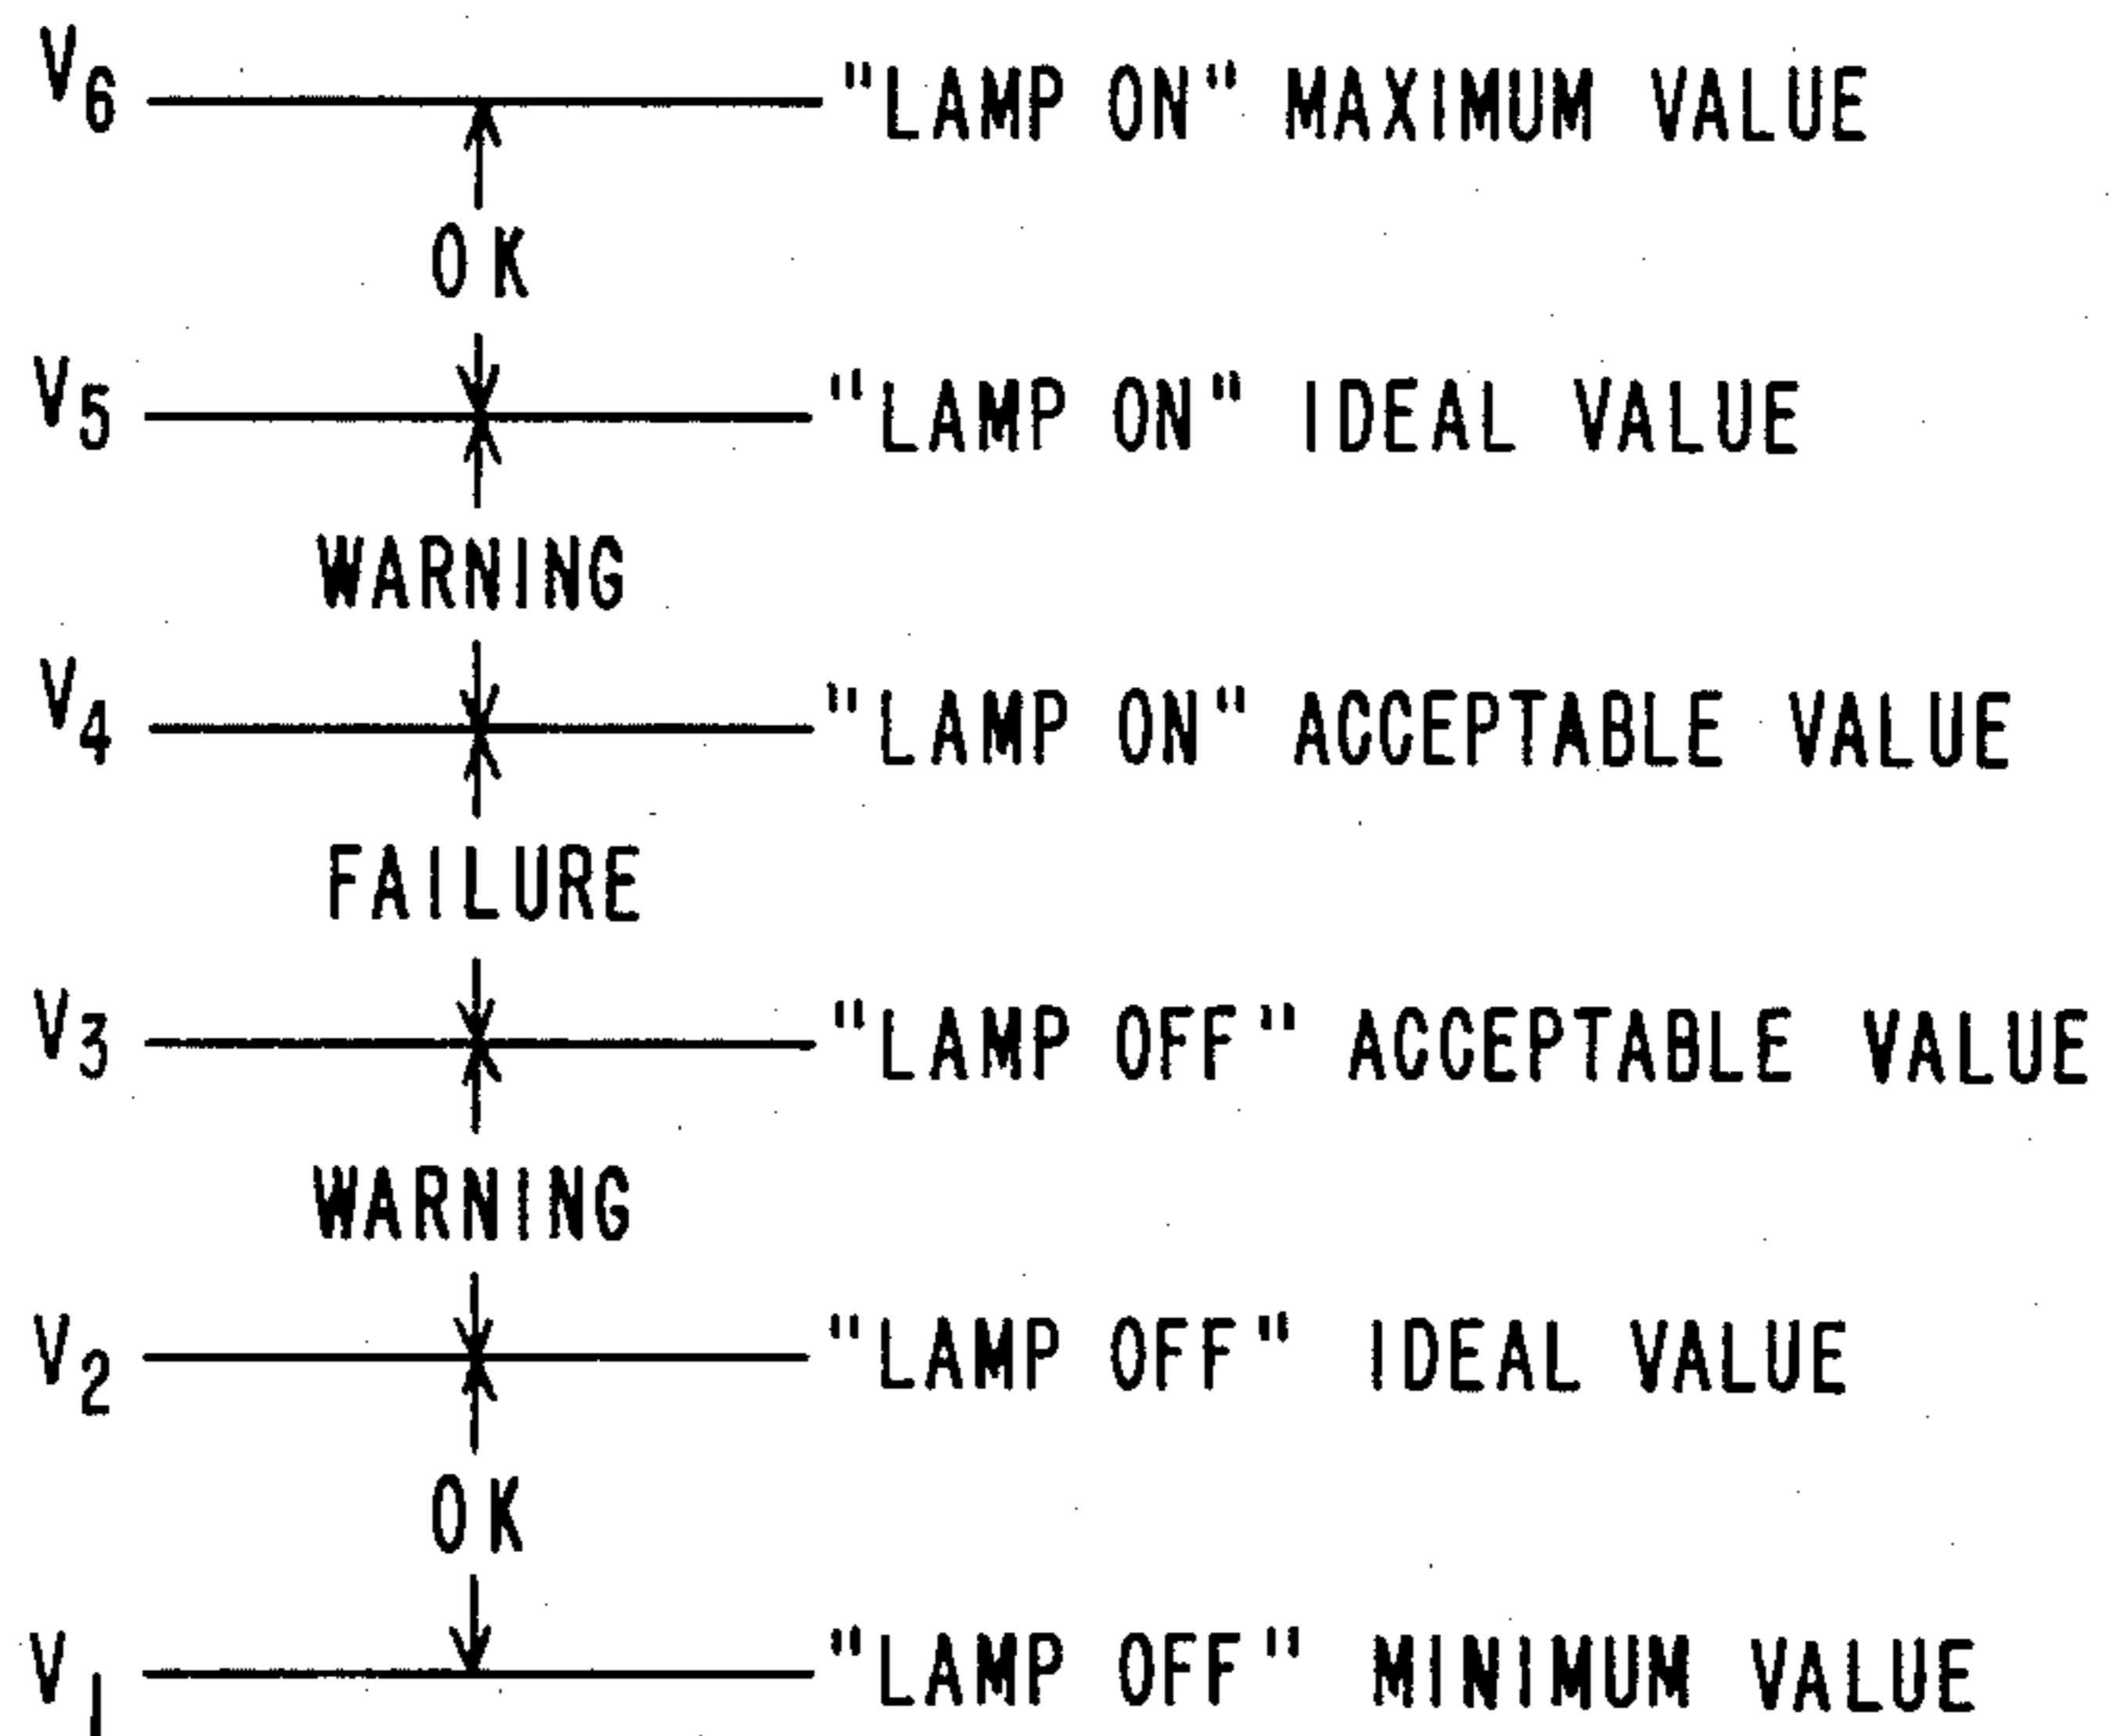 V6 "LAMP ON" MAXIMUM VALUE
OK
V5 "LAMP ON" IDEAL VALUE
WARNING
V4 "LAMP ON" ACCEPTABLE VALUE
FAILURE
V3 "LAMP OFF" ACCEPTABLE VALUE
WARNING
V2 "LAMP OFF" IDEAL VALUE
OK
V1 "LAMP OFF" MINIMUM VALUE